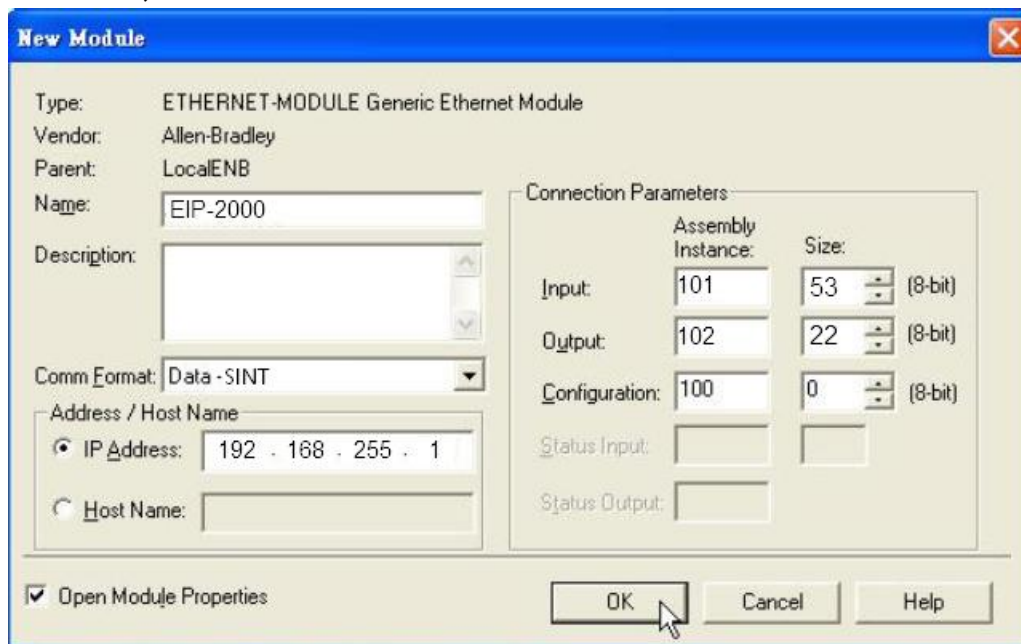 New Module
Type: ETHERNET-MODULE Generic Ethernet Module
Vendor: Allen-Bradley
Parent: LocalENB
Name: EIP-2000
Description:
Comm Format: Data - SINT
Address / Host Name
IP Address: 192 . 168 . 255 . 1
Host Name:
Connection Parameters
Assembly Instance: Size:
Input: 101 53 (8-bit)
Output: 102 22 (8-bit)
Configuration: 100 0 (8-bit)
Status Input:
Status Output:
Open Module Properties
OK Cancel Help